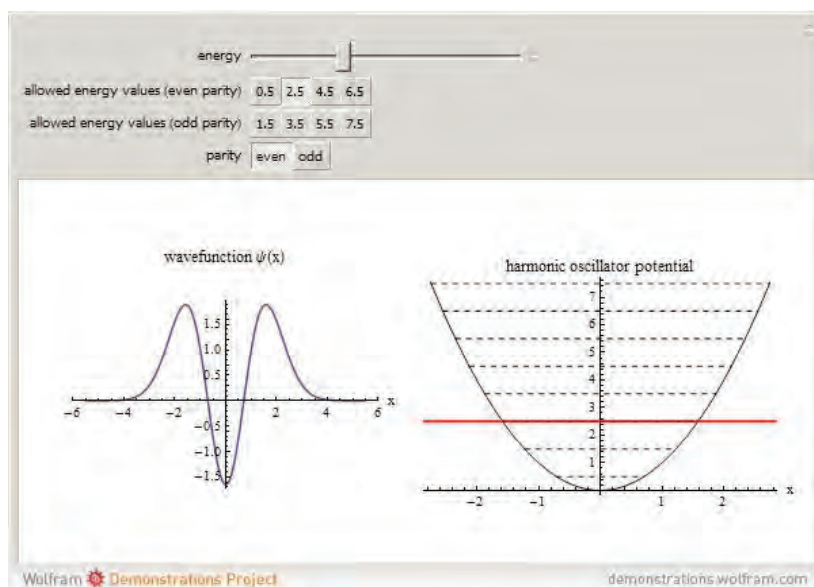 energy
allowed energy values (even parity) 0.5 2.5 4.5 6.5
allowed energy values (odd parity) 1.5 3.5 5.5 7.5
parity even odd
wavefunction ψ(x)
1.5
1.0
0.5
-0.5
-1.0
-1.5
-6 -4 -2 0 2 4 6 x
harmonic oscillator potential
7
6
5
4
3
2
1
-2 -1 0 1 2 x
Wolfram Demonstrations Project
demonstrations.wolfram.com